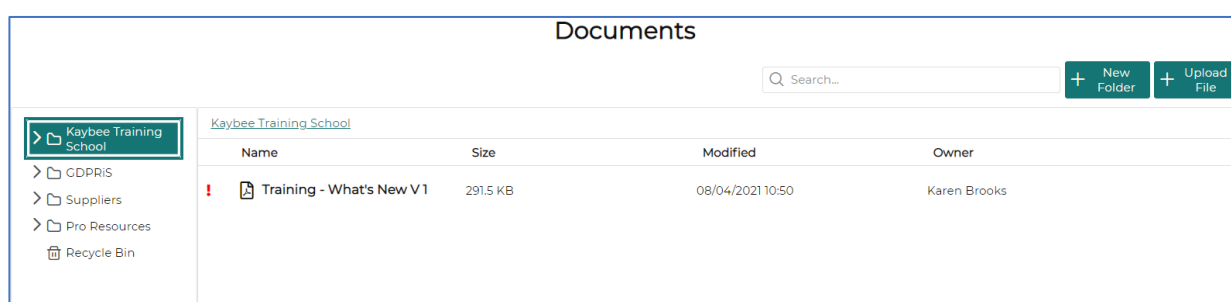 Documents
Search...
+ New Folder
+ Upload File
Kaybee Training School
GDPRiS
Suppliers
Pro Resources
Recycle Bin
Kaybee Training School
Name Size Modified Owner
! Training - What's New V 1 291.5 KB 08/04/2021 10:50 Karen Brooks